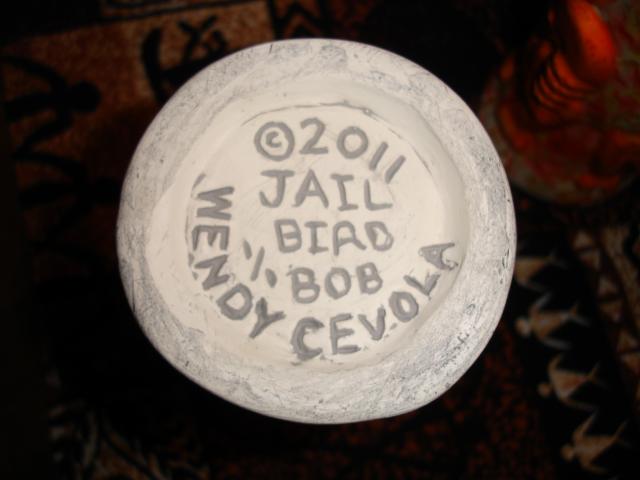 ©2011
JAIL
BIRD
% BOB
WENDY CEVOLA